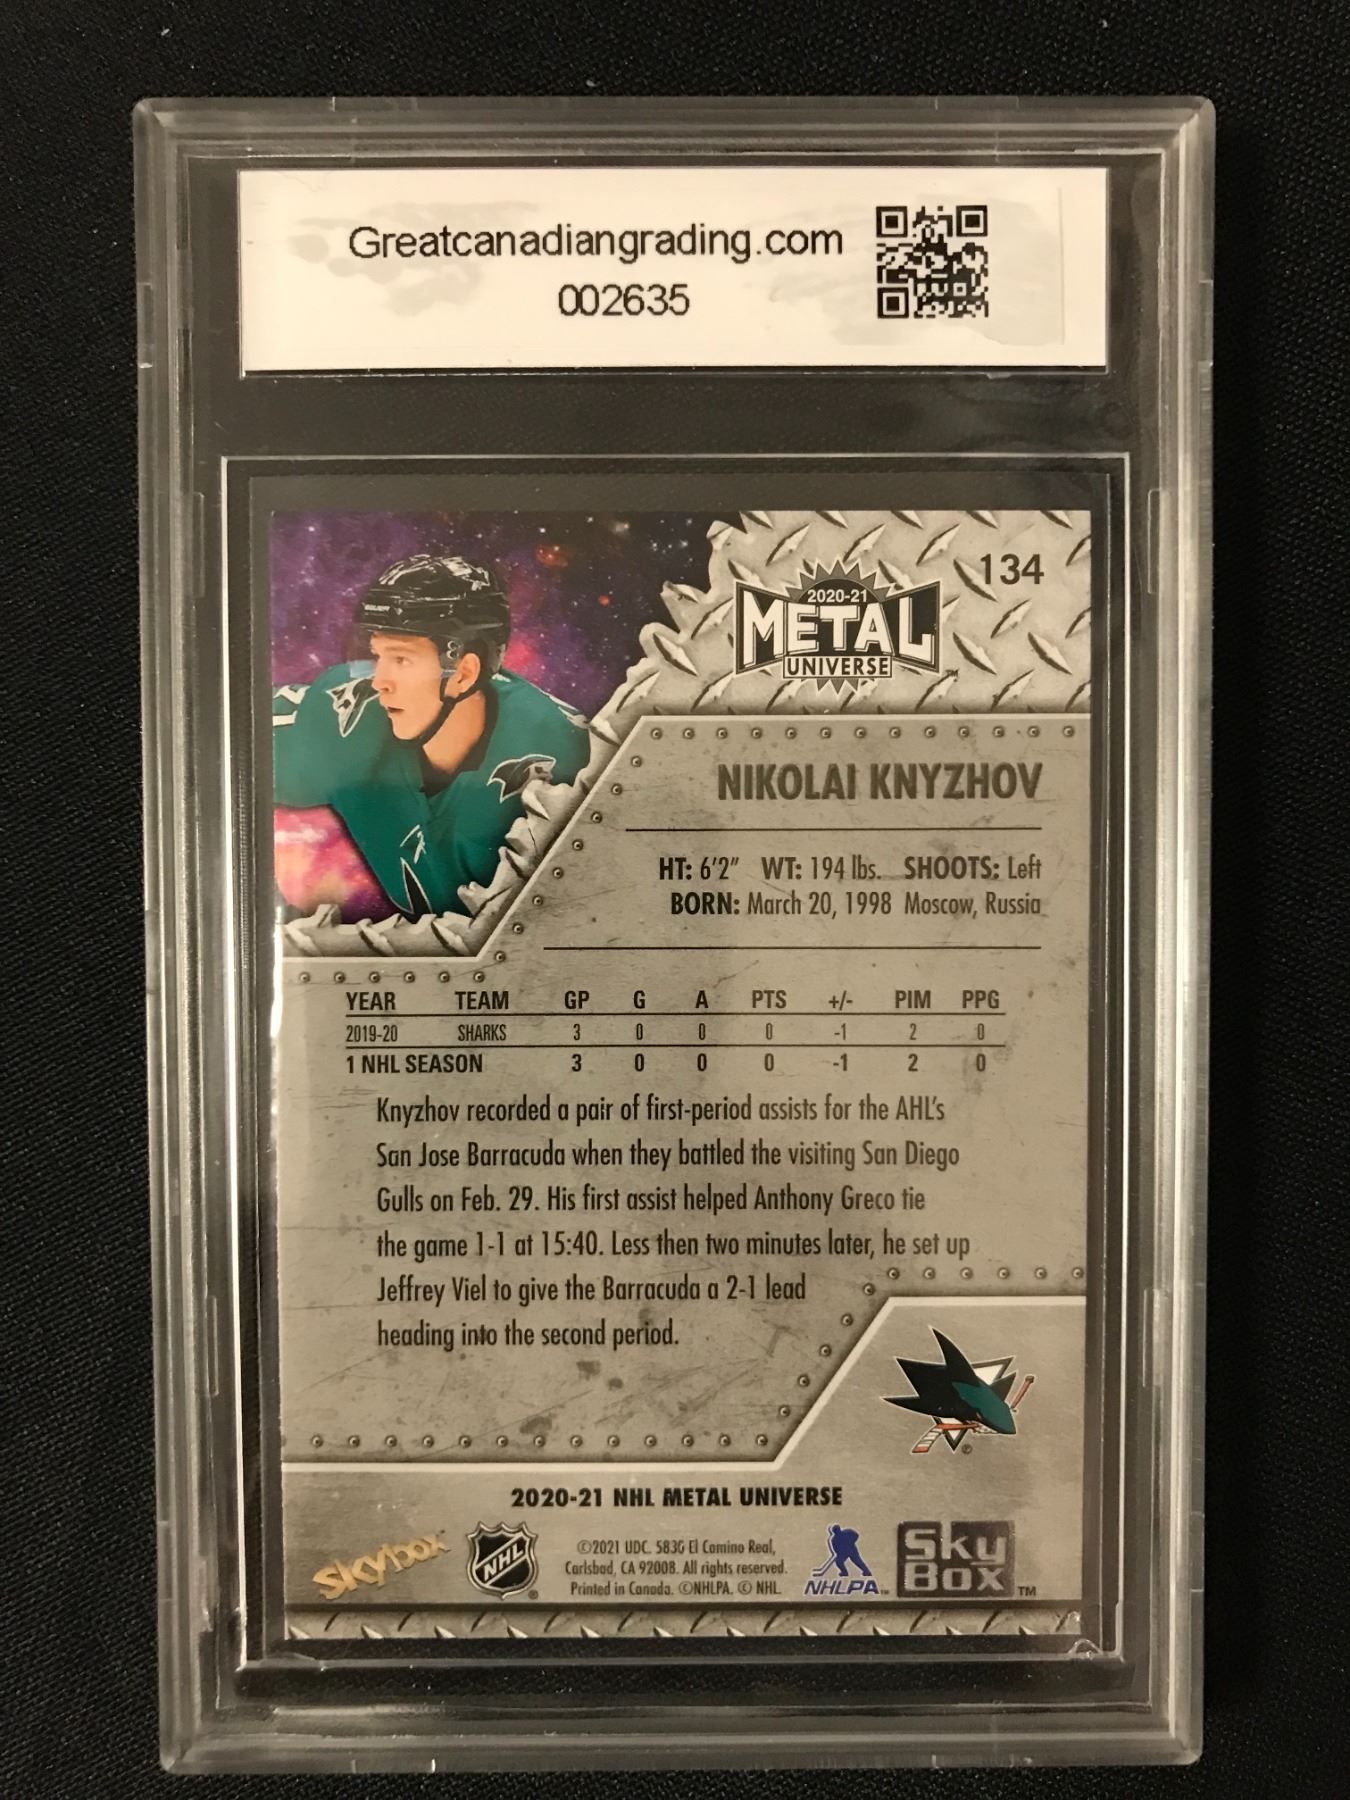 Greatcanadiangrading.com
002635
134
2020-21
METAL
UNIVERSE
™
NIKOLAI KNYZHOV
HT: 6'2" WT: 194 lbs. SHOOTS: Left
BORN: March 20, 1998 Moscow, Russia
YEAR TEAM GP G A PTS +/- PIM PPG
2019-20 SHARKS 3 0 0 0 -1 2 0
1 NHL SEASON 3 0 0 0 -1 2 0
Knyzhov recorded a pair of first-period assists for the AHL's
San Jose Barracuda when they battled the visiting San Diego
Gulls on Feb. 29. His first assist helped Anthony Greco tie
the game 1-1 at 15:40. Less then two minutes later, he set up
Jeffrey Viel to give the Barracuda a 2-1 lead
heading into the second period.
2020-21 NHL METAL UNIVERSE
skybox
NHL
©2021 UDC. 5830 El Camino Real,
Carlsbad, CA 92008. All rights reserved.
Printed in Canada. ©NHLPA. © NHL.
NHLPA™
Sky
Box™